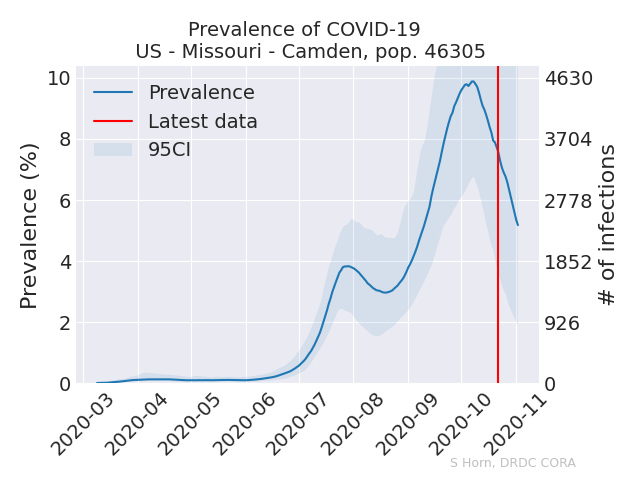 Prevalence of COVID-19
US - Missouri - Camden, pop. 46305
Prevalence (%)
10
8
6
4
2
0
Prevalence
Latest data
95CI
4630
3704
2778
1852
926
0
# of infections
2020-03
2020-04
2020-05
2020-06
2020-07
2020-08
2020-09
2020-10
2020-11
S Horn, DRDC CORA